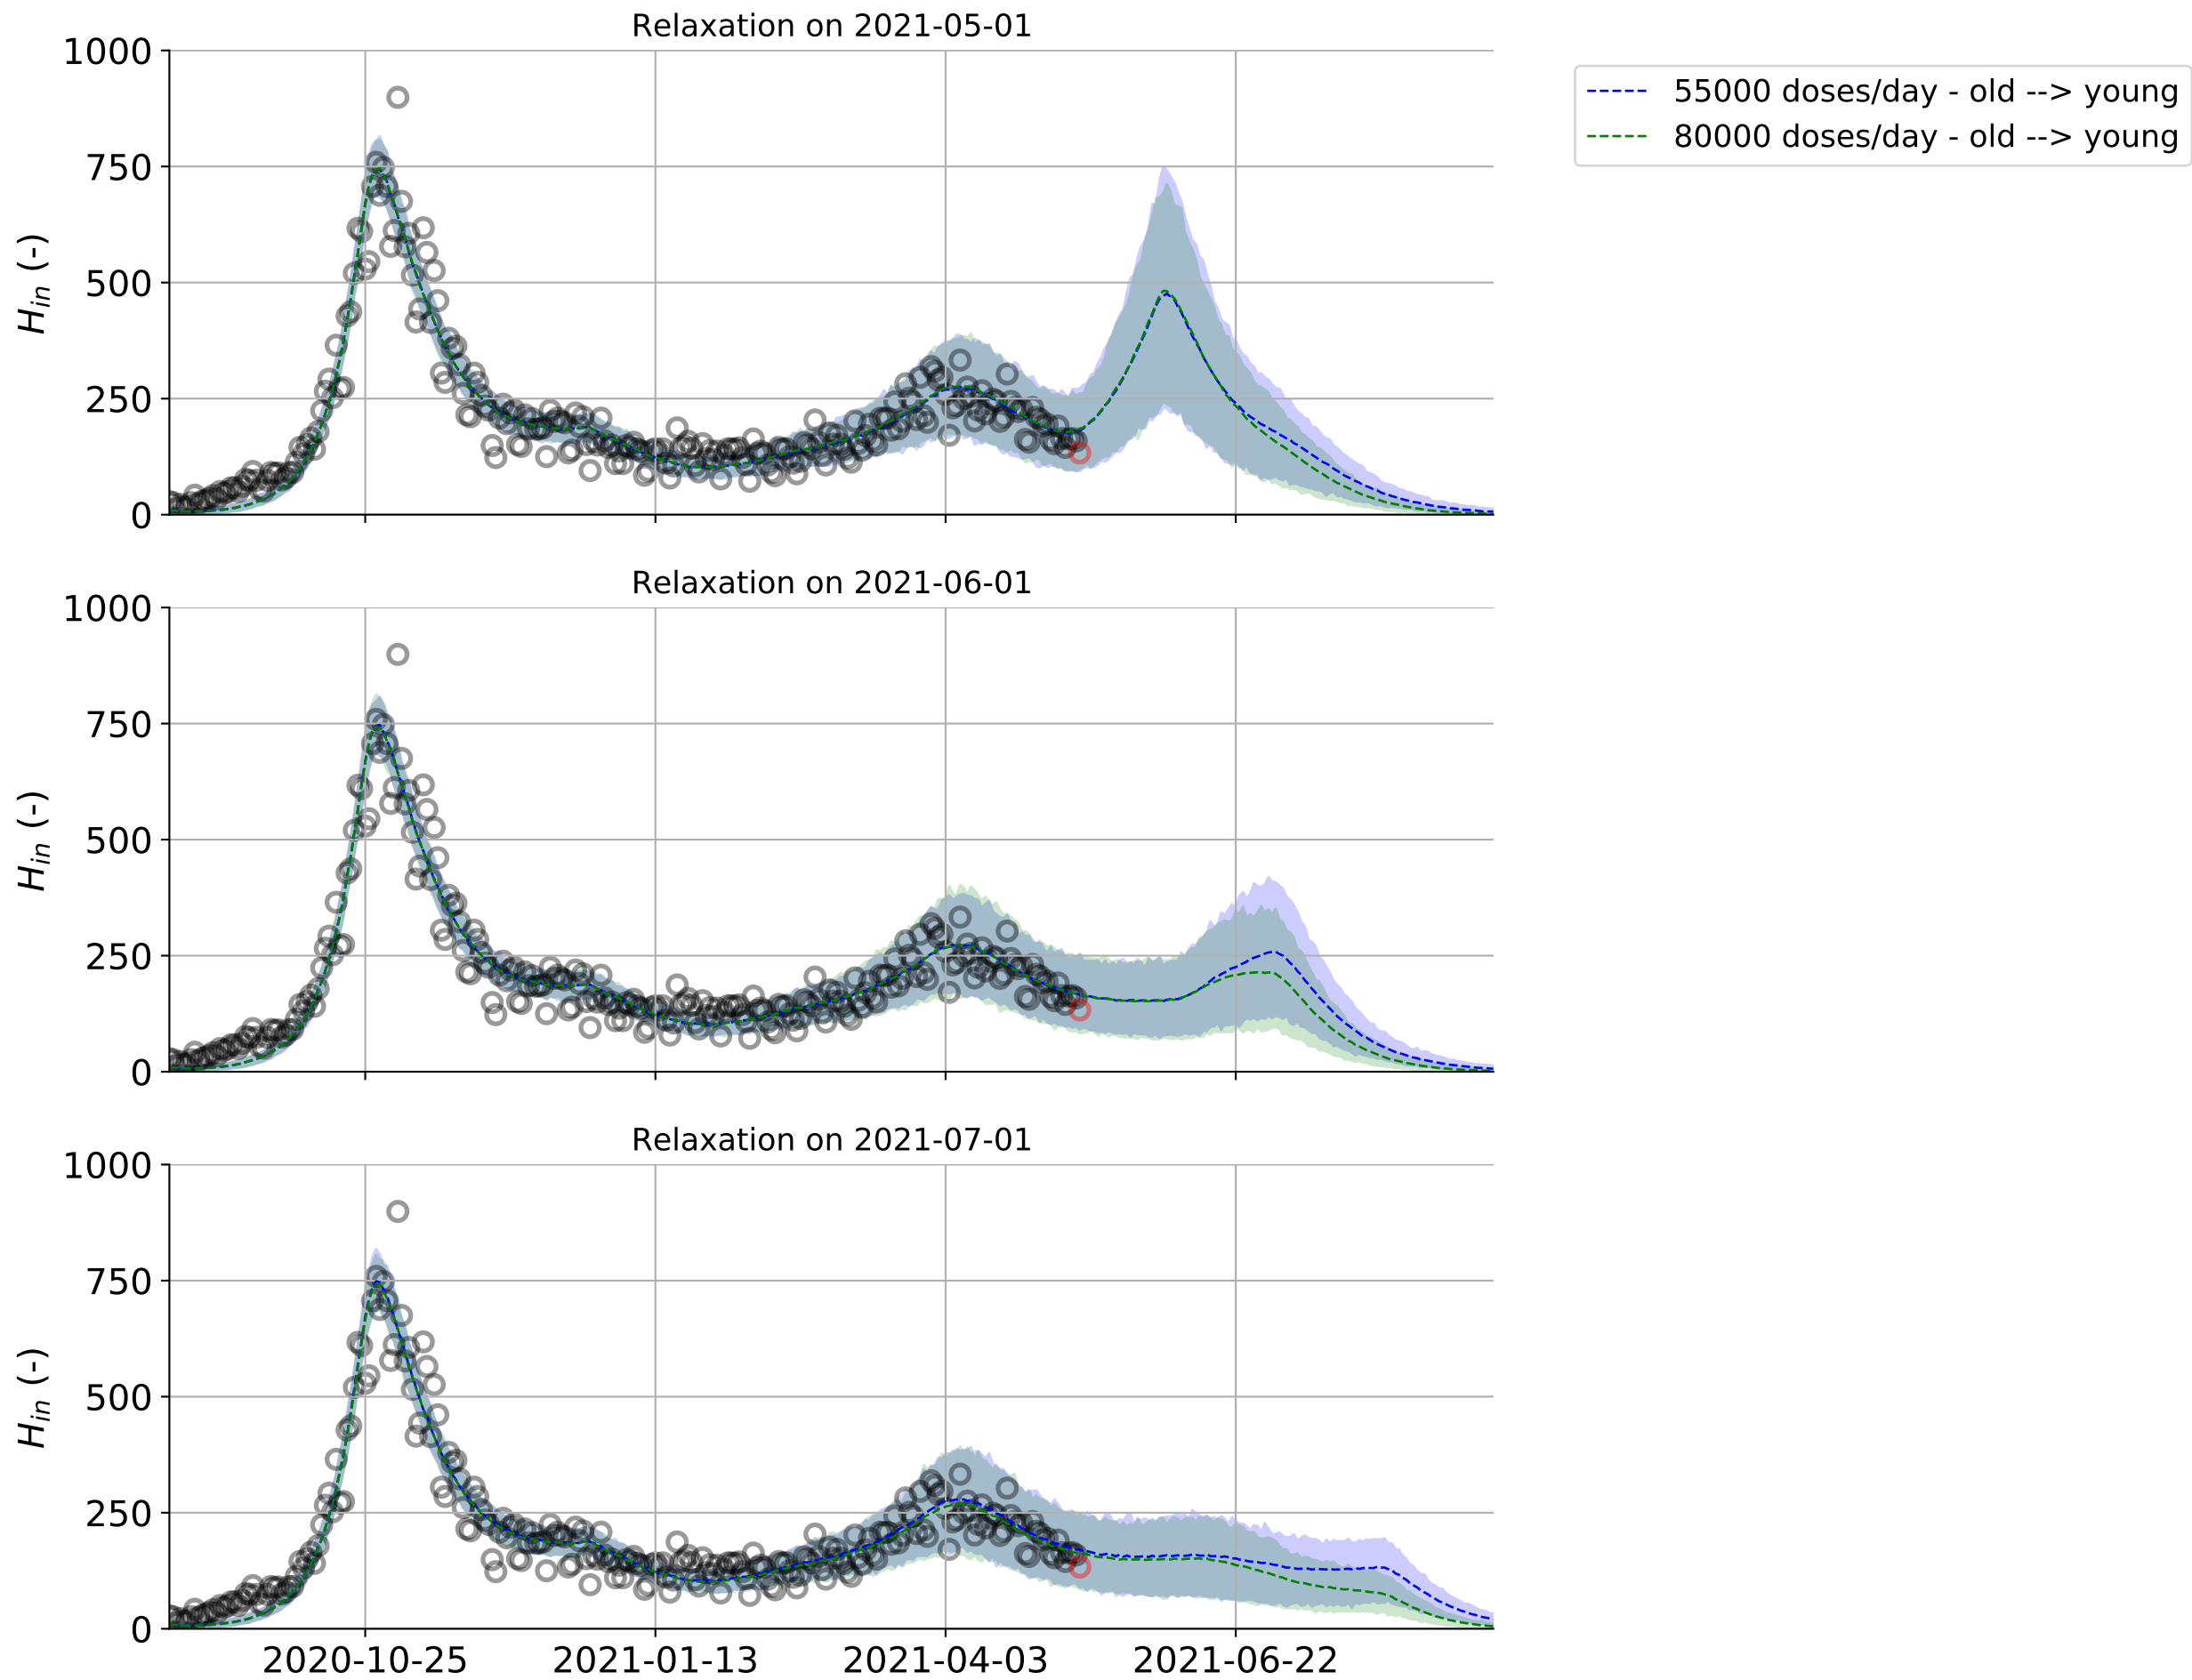 Relaxation on 2021-05-01
1000
750
500
250
0
H_in (-)
55000 doses/day - old --> young
80000 doses/day - old --> young
Relaxation on 2021-06-01
1000
750
500
250
0
H_in (-)
Relaxation on 2021-07-01
1000
750
500
250
0
H_in (-)
2020-10-25 2021-01-13 2021-04-03 2021-06-22